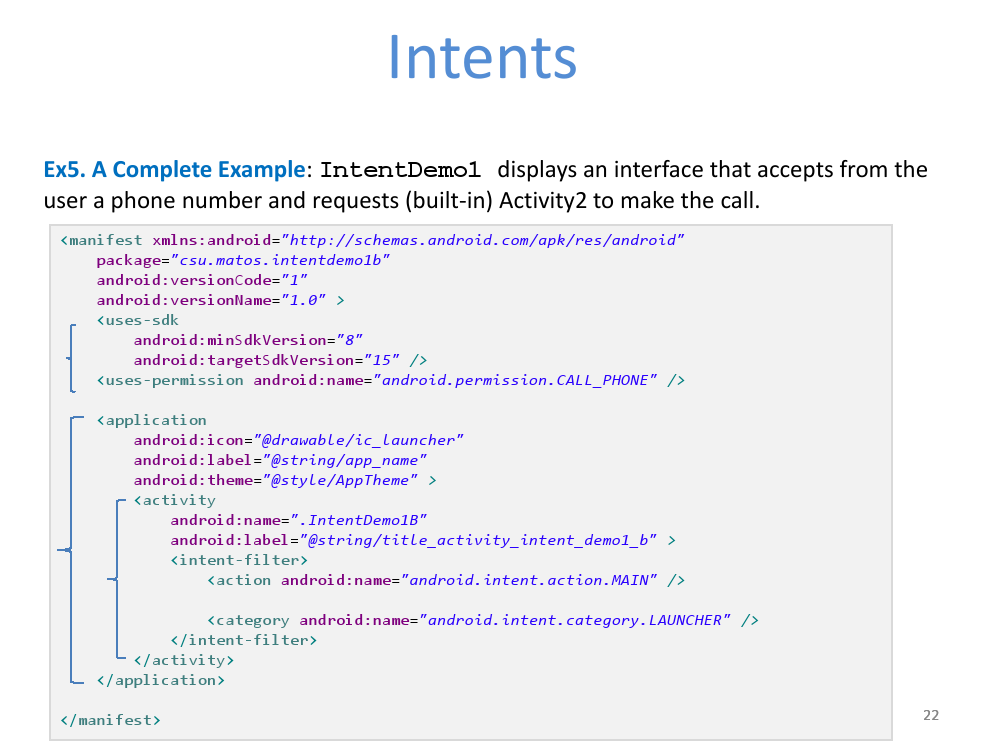 Intents
Ex5. A Complete Example: IntentDemo1 displays an interface that accepts from the
user a phone number and requests (built-in) Activity2 to make the call.
<manifest xmlns:android="http://schemas.android.com/apk/res/android"
    package="csu.matos.intentdemo1b"
    android:versionCode="1"
    android:versionName="1.0" >
    <uses-sdk
        android:minSdkVersion="8"
        android:targetSdkVersion="15" />
    <uses-permission android:name="android.permission.CALL_PHONE" />
    <application
        android:icon="@drawable/ic_launcher"
        android:label="@string/app_name"
        android:theme="@style/AppTheme" >
        <activity
            android:name=".IntentDemo1B"
            android:label="@string/title_activity_intent_demo1_b" >
            <intent-filter>
                <action android:name="android.intent.action.MAIN" />
                <category android:name="android.intent.category.LAUNCHER" />
            </intent-filter>
        </activity>
    </application>
</manifest>
22